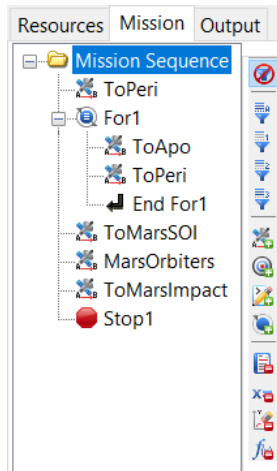 Resources Mission Output
Mission Sequence
ToPeri
For1
ToApo
ToPeri
End For1
ToMarsSOI
MarsOrbiters
ToMarsImpact
Stop1